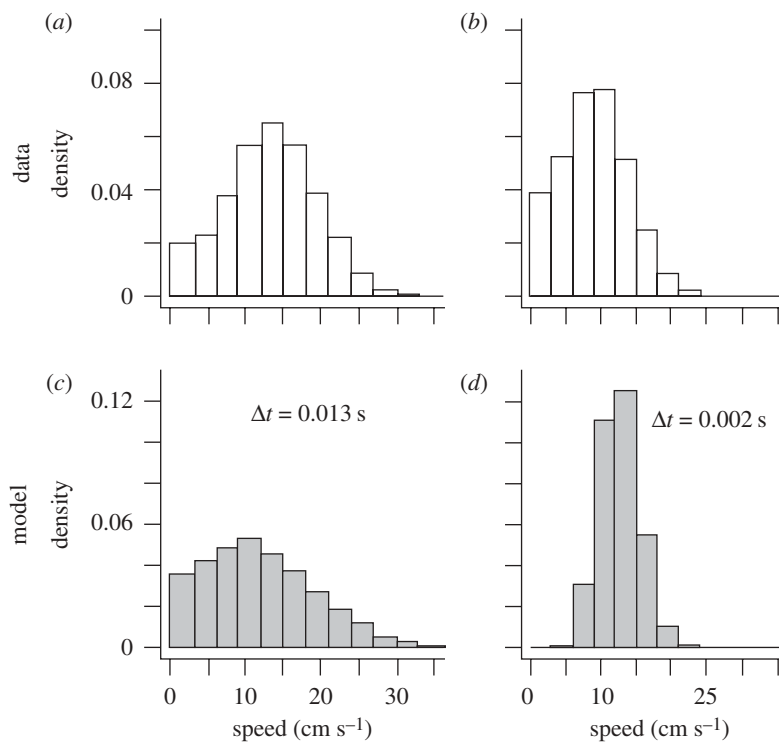 (a)
(b)
0.08
0.04
0
data
density
(c)
(d)
Δt = 0.013 s
Δt = 0.002 s
0.12
0.06
0
model
density
0 10 20 30
0 10 25
speed (cm s⁻¹)
speed (cm s⁻¹)